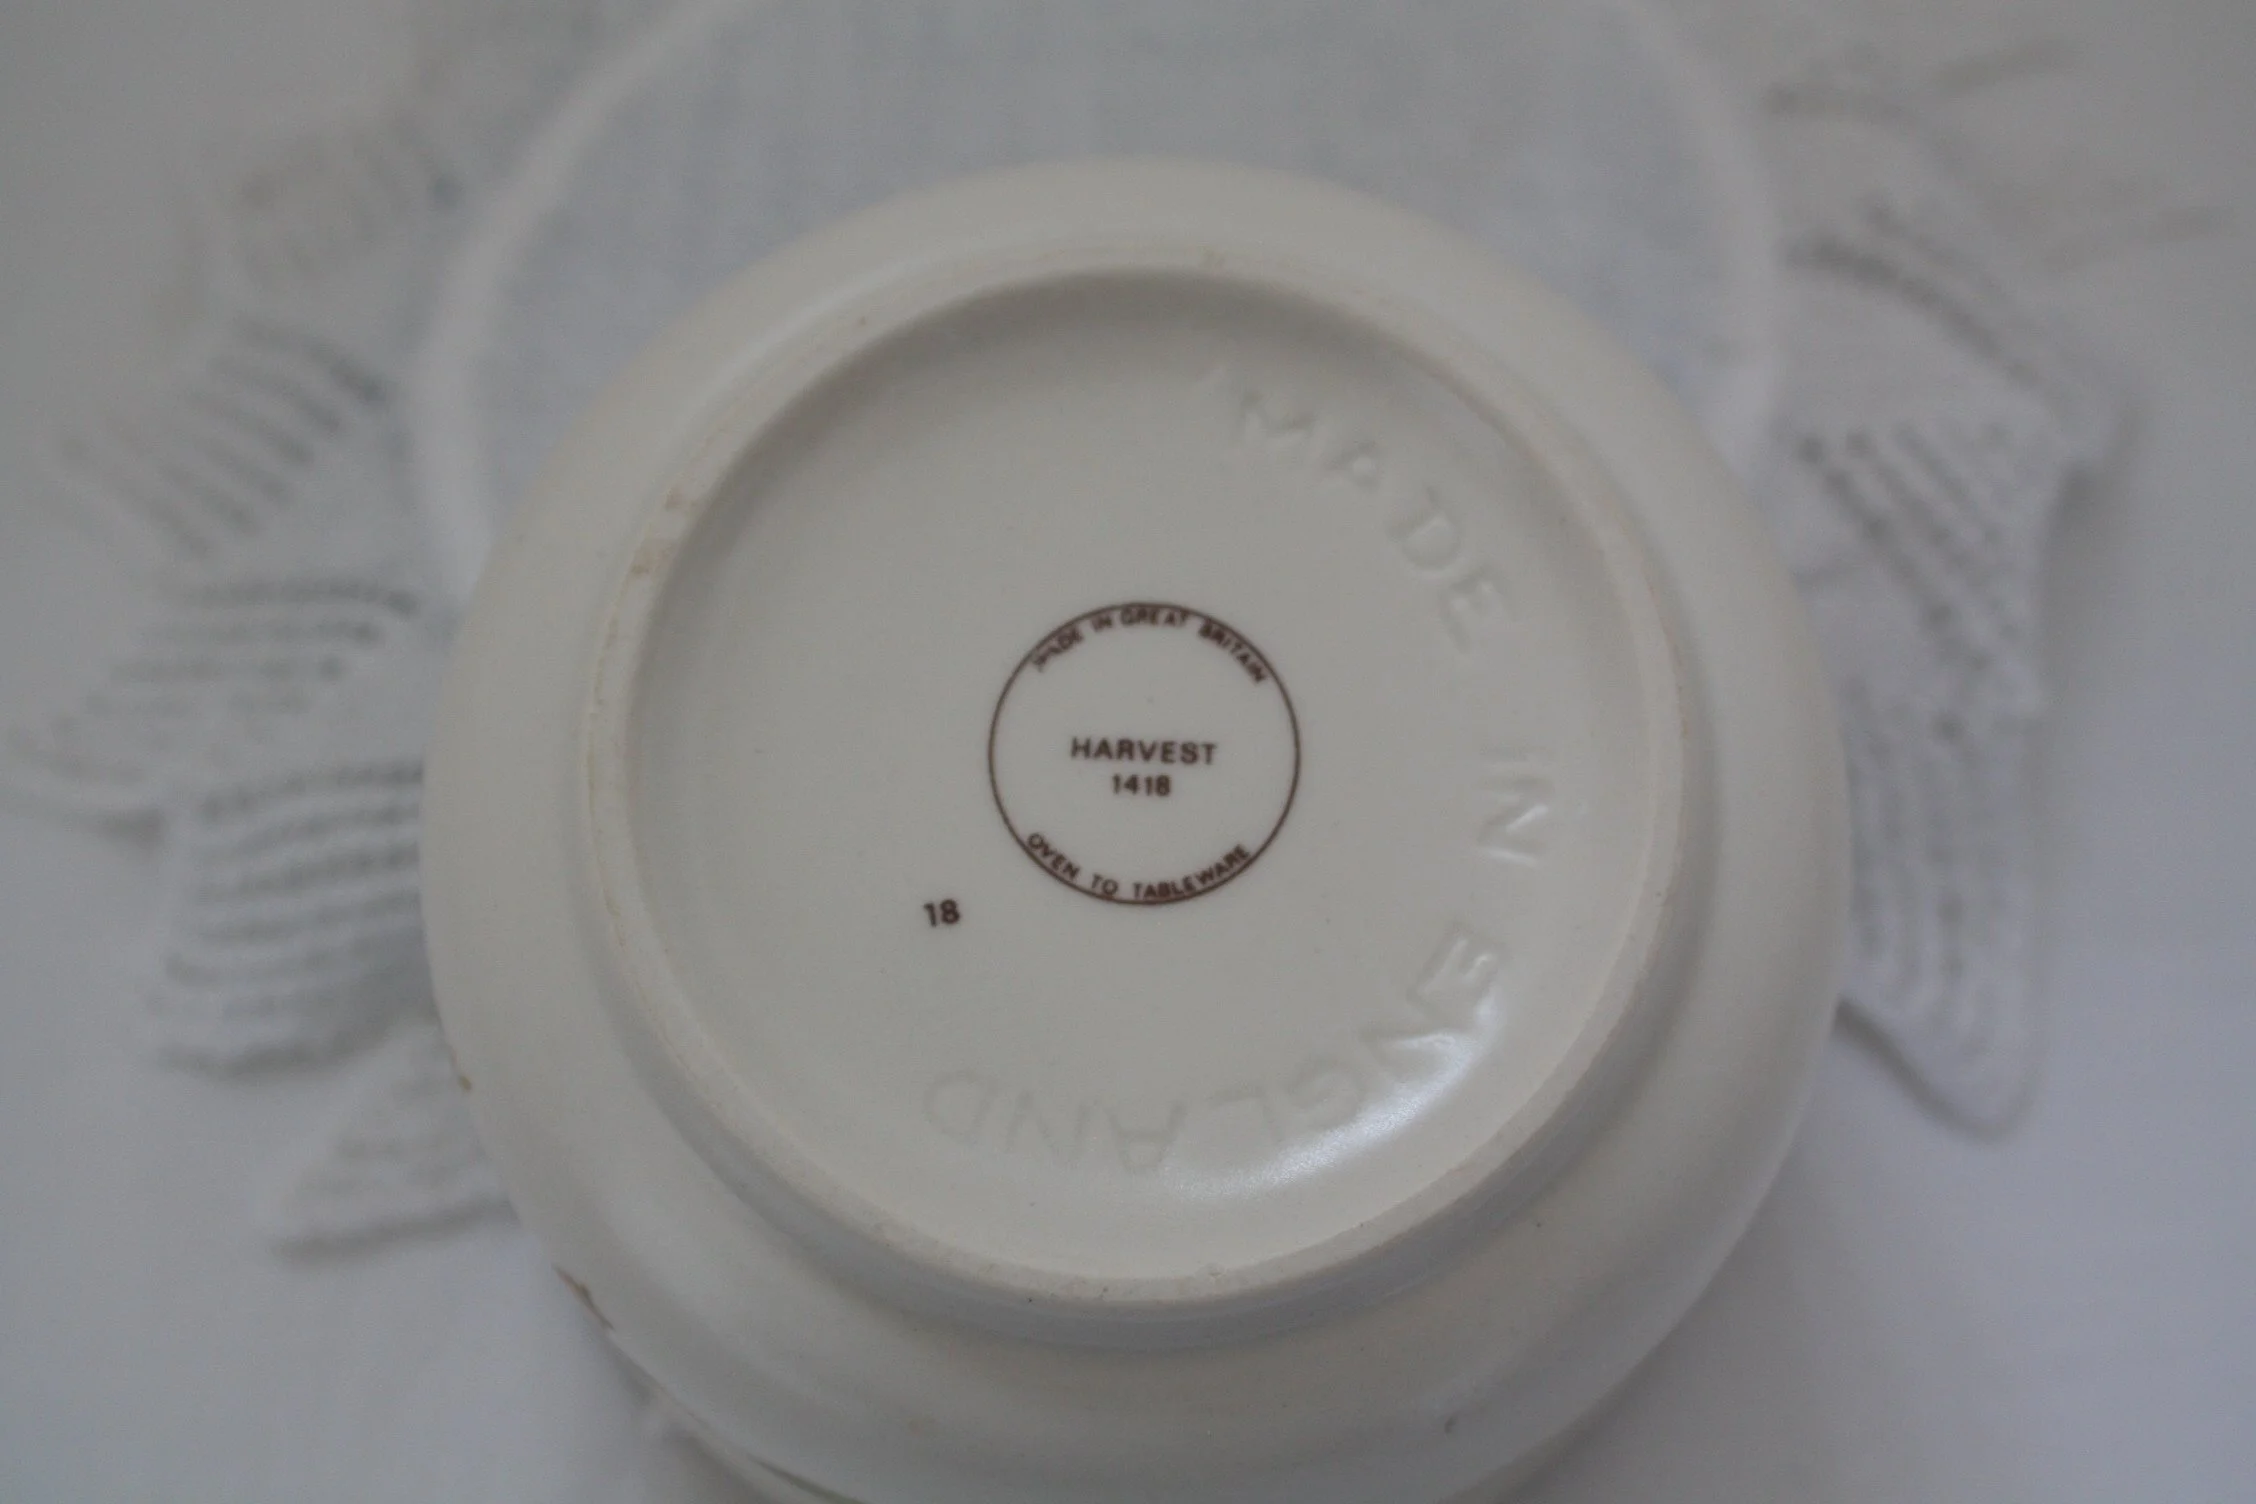 MADE IN GREAT BRITAIN
HARVEST
1418
OVEN TO TABLEWARE
18
MADE IN ENGLAND